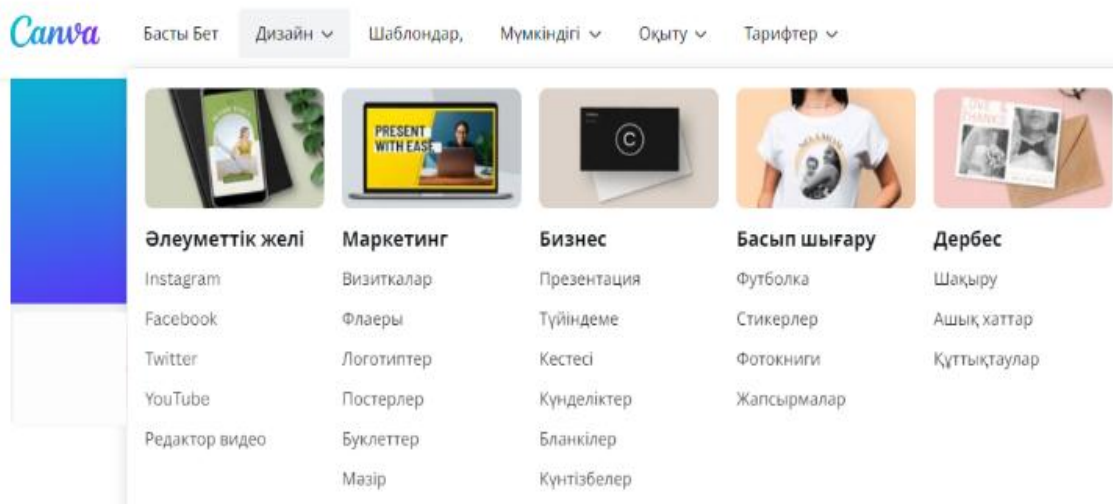 Canva
Басты Бет
Дизайн
Шаблондар,
Мүмкіндігі
Оқыту
Тарифтер
PRESENT
WITH EASE
C
Әлеуметтік желі
Instagram
Facebook
Twitter
YouTube
Редактор видео
Маркетинг
Визиткалар
Флаеры
Логотиптер
Постерлер
Буклеттер
Мәзір
Бизнес
Презентация
Түйіндеме
Кестесі
Күнделіктер
Бланкілер
Күнтізбелер
Басып шығару
Футболка
Стикерлер
Фотокниги
Жапсырмалар
Дербес
Шақыру
Ашық хаттар
Құттықтаулар